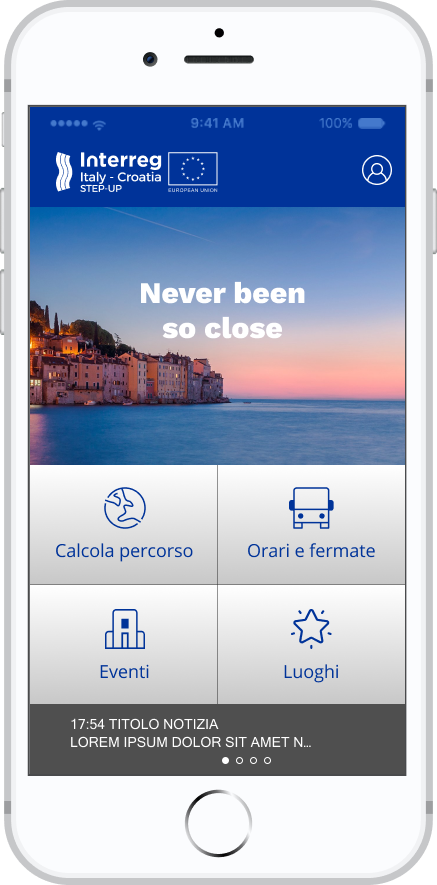 9:41 AM 100%
Interreg
Italy - Croatia
STEP-UP
EUROPEAN UNION
Never been
so close
Calcola percorso
Orari e fermate
Eventi
Luoghi
17:54 TITOLO NOTIZIA
LOREM IPSUM DOLOR SIT AMET N...